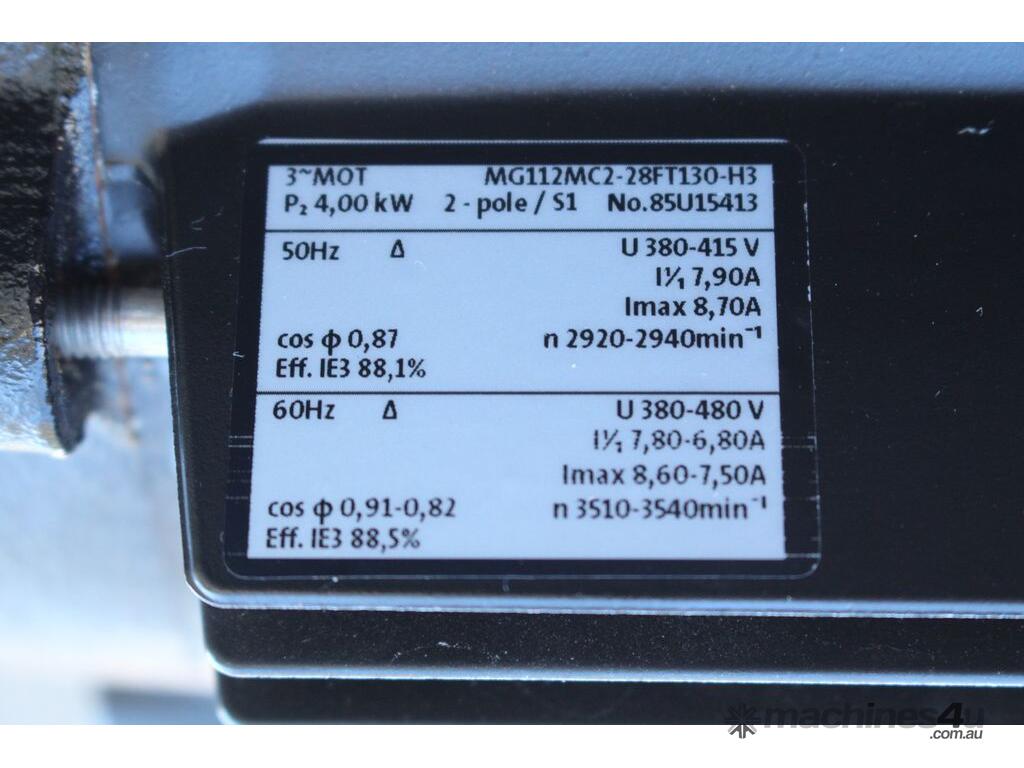 3~MOT MG112MC2-28FT130-H3
P₂ 4,00 kW 2 - pole / S1 No.85U15413
50Hz Δ U 380-415 V
I¹⁄₁ 7,90A
Imax 8,70A
cos φ 0,87 n 2920-2940min⁻¹
Eff. IE3 88,1%
60Hz Δ U 380-480 V
I¹⁄₁ 7,80-6,80A
Imax 8,60-7,50A
cos φ 0,91-0,82 n 3510-3540min⁻¹
Eff. IE3 88,5%
machines4u
.com.au